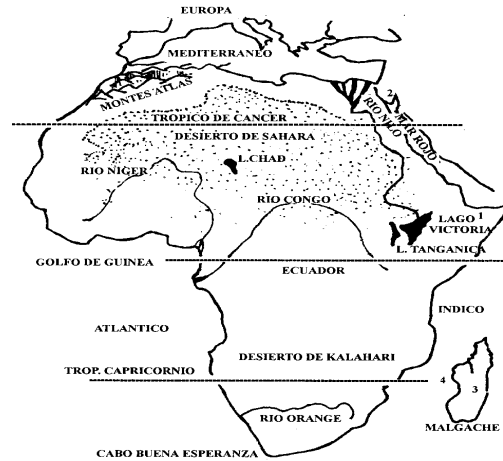 EUROPA
MEDITERRANEO
MONTES ATLAS
2
RIO NILO
MAR ROJO
TROPICO DE CANCER
DESIERTO DE SAHARA
L.CHAD
RIO NIGER
RIO CONGO
LAGO 1
VICTORIA
L. TANGANICA
GOLFO DE GUINEA
ECUADOR
INDICO
ATLANTICO
DESIERTO DE KALAHARI
TROP. CAPRICORNIO
4
3
RIO ORANGE
MALGACHE
CABO BUENA ESPERANZA